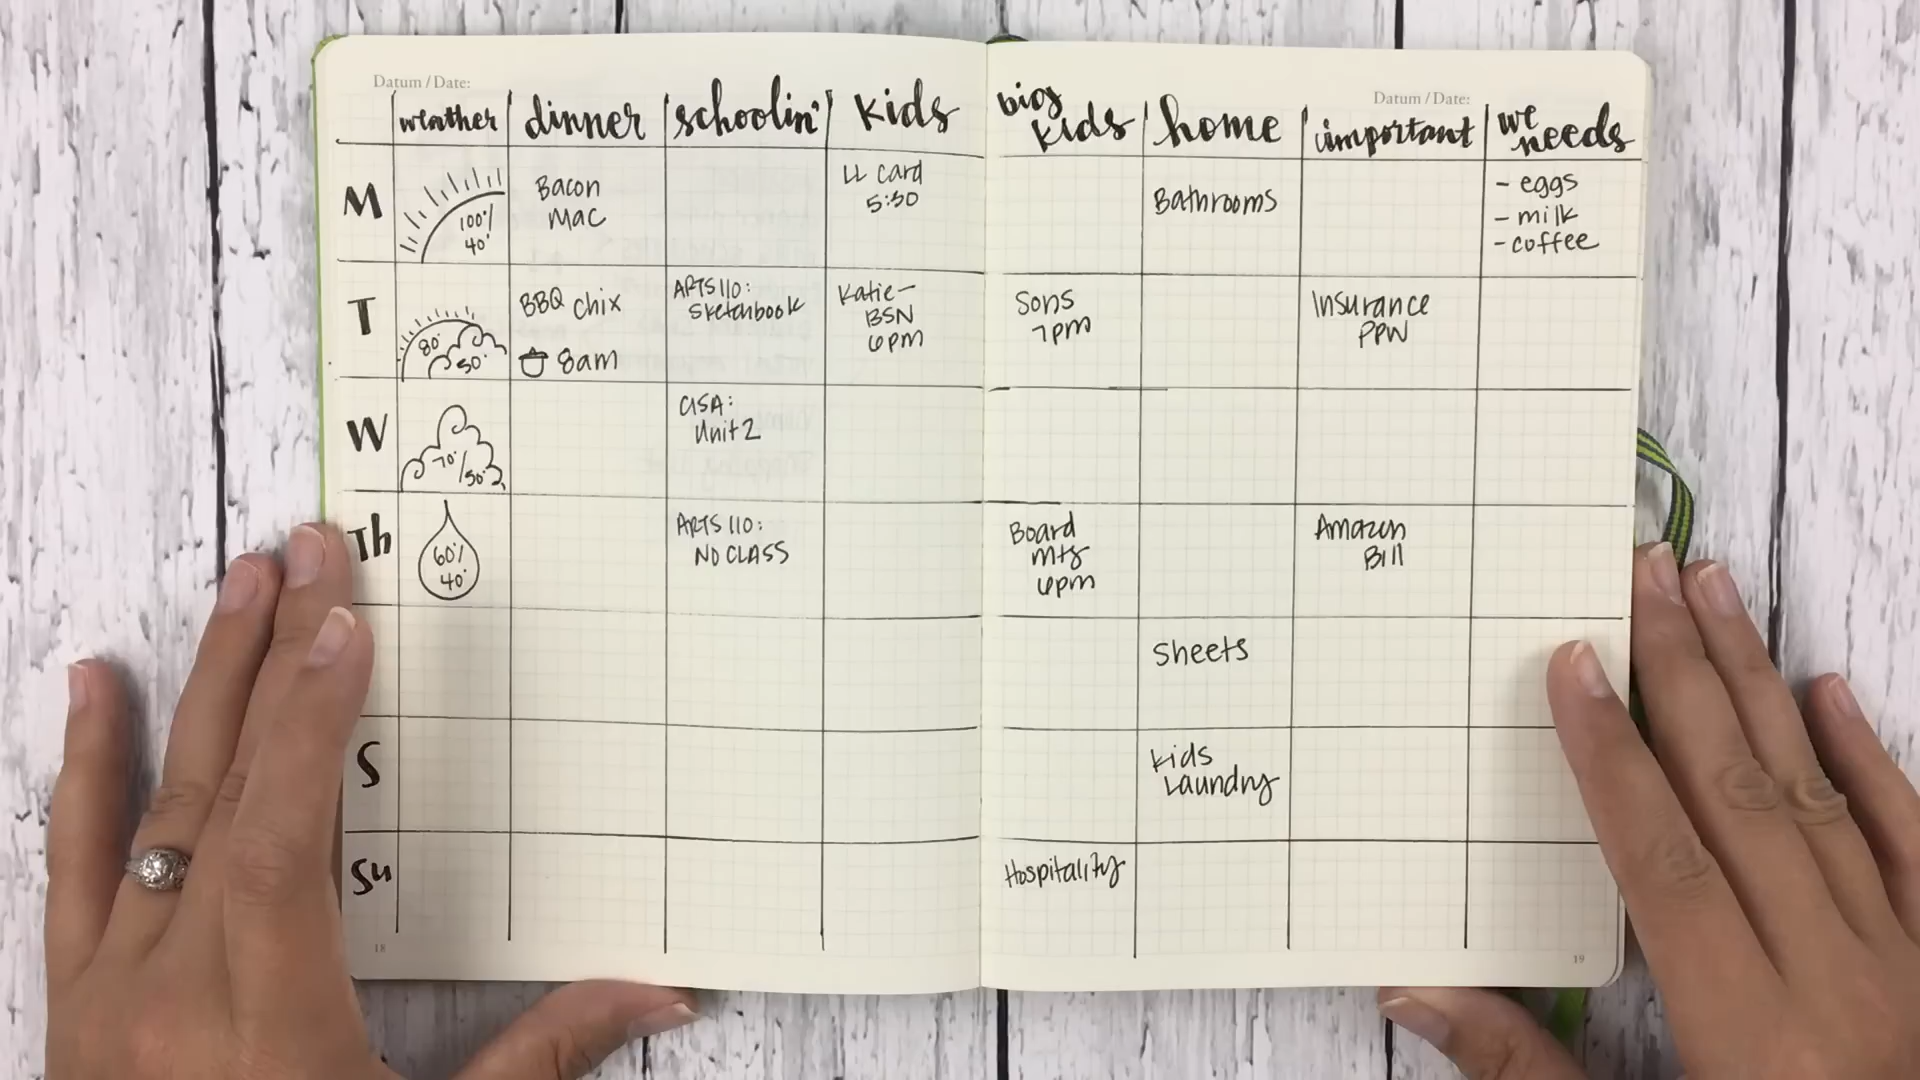 Datum / Date:
Datum / Date:
weather dinner schoolin' kids big kids home important we needs
M
100°/
40°
Bacon
Mac
LL Card
5:30
Bathrooms
- eggs
- milk
- coffee
T
80°
50°
BBQ Chix
8am
ARTS 110:
Sketchbook
Katie-
BSN
6pm
Sons
7pm
Insurance
PPW
W
70°/
50°
Unit 2
Th
60°/
40°
ARTS 110:
NO CLASS
Board
mtg
6pm
Amazon
Bill
Sheets
S
Kids
Laundry
Su
Hospitality
18
19